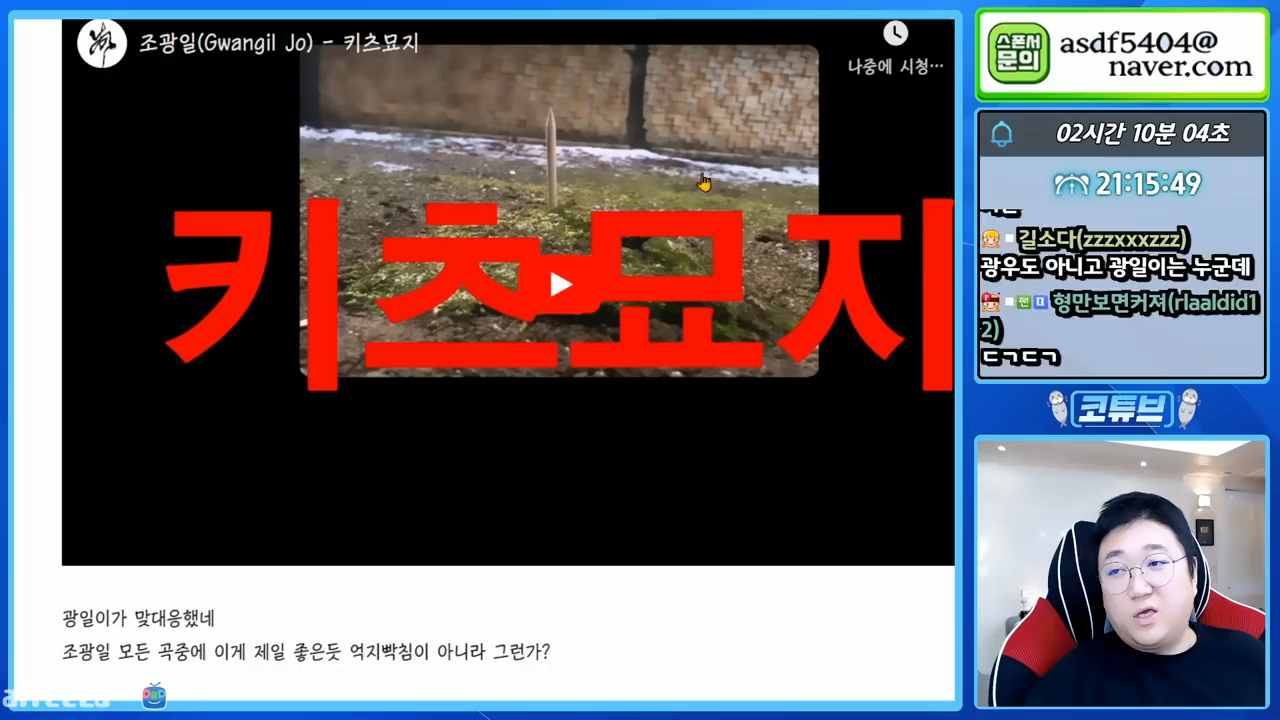 조광일(Gwangil Jo) - 키츠묘지
나중에 시청…
키츠묘지
광일이가 맞대응했네
조광일 모든 곡중에 이게 제일 좋은듯 억지빡침이 아니라 그런가?
스폰서
문의
asdf5404@
naver.com
02시간 10분 04초
21:15:49
길소다(zzzxxxzzz)
광우도 아니고 광일이는 누군데
팬
형만보면커져(rlaaldid1
2)
ㄷㄱㄷㄱ
코튜브